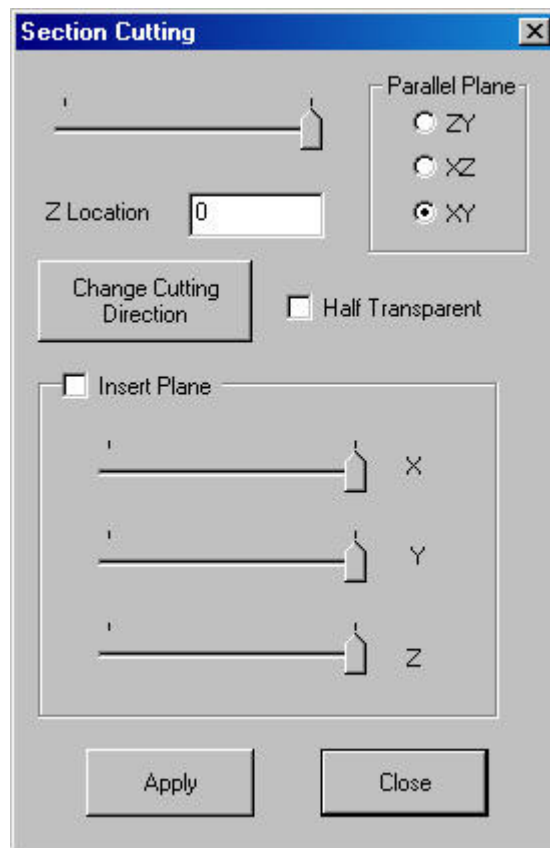 Section Cutting
Parallel Plane
ZY
XZ
XY
Z Location
0
Change Cutting
Direction
Half Transparent
Insert Plane
X
Y
Z
Apply
Close